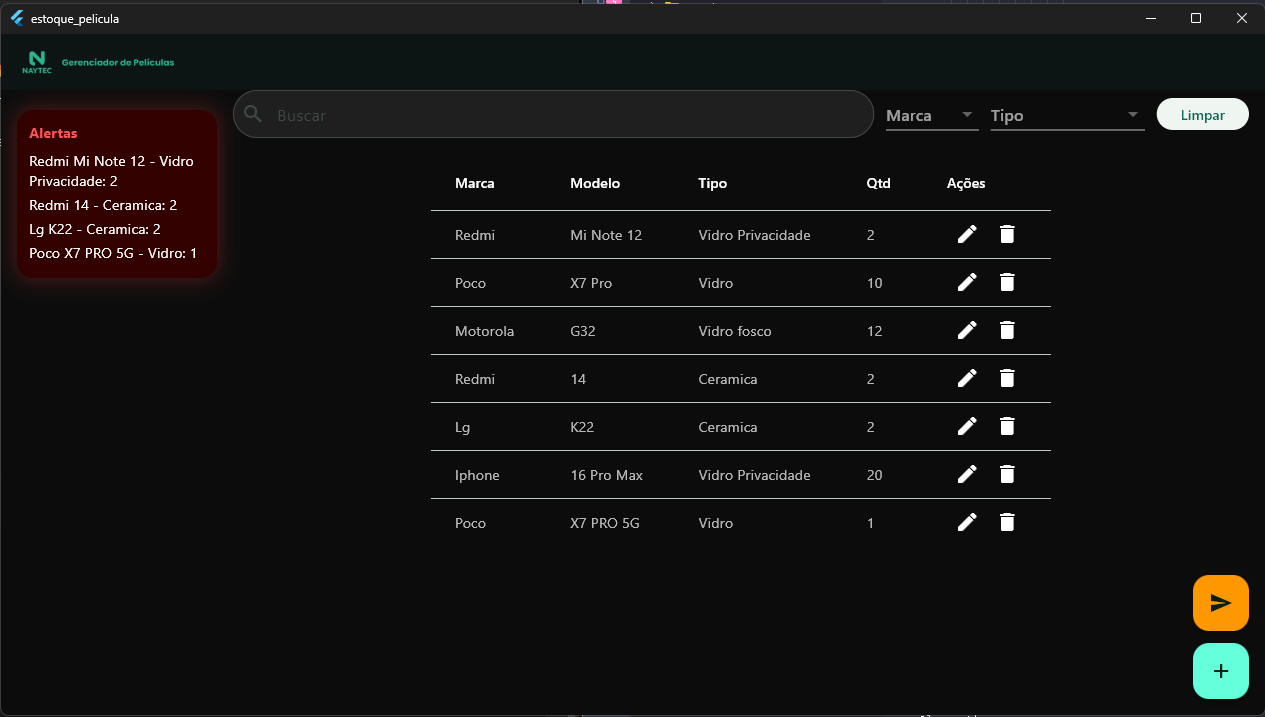 estoque_pelicula
NAYTEC
Gerenciador de Películas
Alertas
Redmi Mi Note 12 - Vidro
Privacidade: 2
Redmi 14 - Ceramica: 2
Lg K22 - Ceramica: 2
Poco X7 PRO 5G - Vidro: 1
Buscar
Marca
Tipo
Limpar
Marca Modelo Tipo Qtd Ações
Redmi Mi Note 12 Vidro Privacidade 2
Poco X7 Pro Vidro 10
Motorola G32 Vidro fosco 12
Redmi 14 Ceramica 2
Lg K22 Ceramica 2
Iphone 16 Pro Max Vidro Privacidade 20
Poco X7 PRO 5G Vidro 1